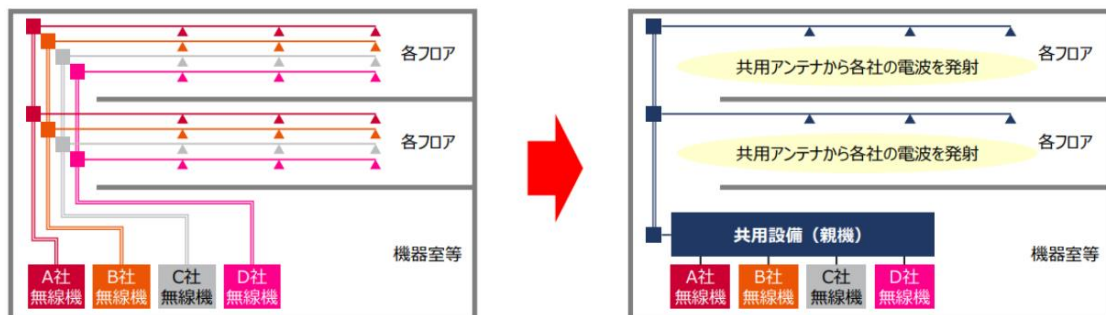 各フロア
各フロア
機器室等
A社
無線機
B社
無線機
C社
無線機
D社
無線機
各フロア
共用アンテナから各社の電波を発射
各フロア
共用アンテナから各社の電波を発射
共用設備（親機）
機器室等
A社
無線機
B社
無線機
C社
無線機
D社
無線機